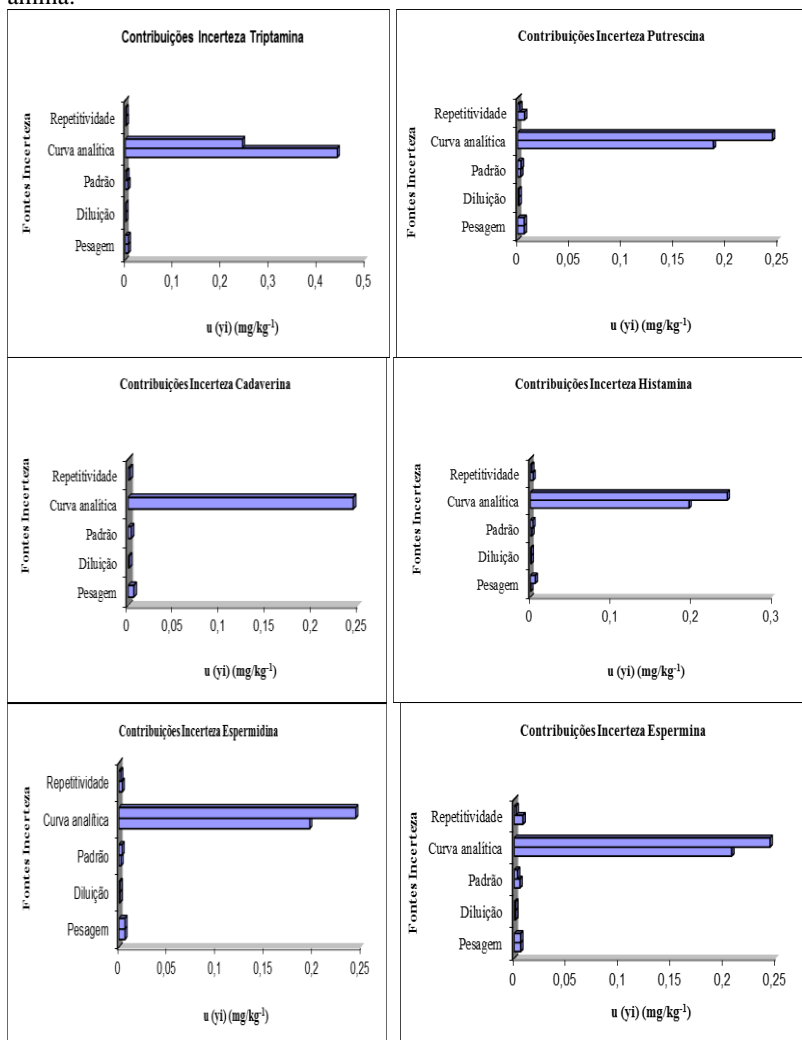 Contribuições Incerteza Triptamina
Fontes Incerteza
Repetitividade
Curva analítica
Padrão
Diluição
Pesagem
0 0,1 0,2 0,3 0,4 0,5
u (yi) (mg/kg⁻¹)
Contribuições Incerteza Putrescina
Fontes Incerteza
Repetitividade
Curva analítica
Padrão
Diluição
Pesagem
0 0,05 0,1 0,15 0,2 0,25
u (yi) (mg/kg⁻¹)
Contribuições Incerteza Cadaverina
Fontes Incerteza
Repetitividade
Curva analítica
Padrão
Diluição
Pesagem
0 0,05 0,1 0,15 0,2 0,25
u (yi) (mg/kg⁻¹)
Contribuições Incerteza Histamina
Fontes Incerteza
Repetitividade
Curva analítica
Padrão
Diluição
Pesagem
0 0,1 0,2 0,3
u (yi) (mg/kg⁻¹)
Contribuições Incerteza Espermidina
Fontes Incerteza
Repetitividade
Curva analítica
Padrão
Diluição
Pesagem
0 0,05 0,1 0,15 0,2 0,25
u (yi) (mg/kg⁻¹)
Contribuições Incerteza Espermina
Fontes Incerteza
Repetitividade
Curva analítica
Padrão
Diluição
Pesagem
0 0,05 0,1 0,15 0,2 0,25
u (yi) (mg/kg⁻¹)